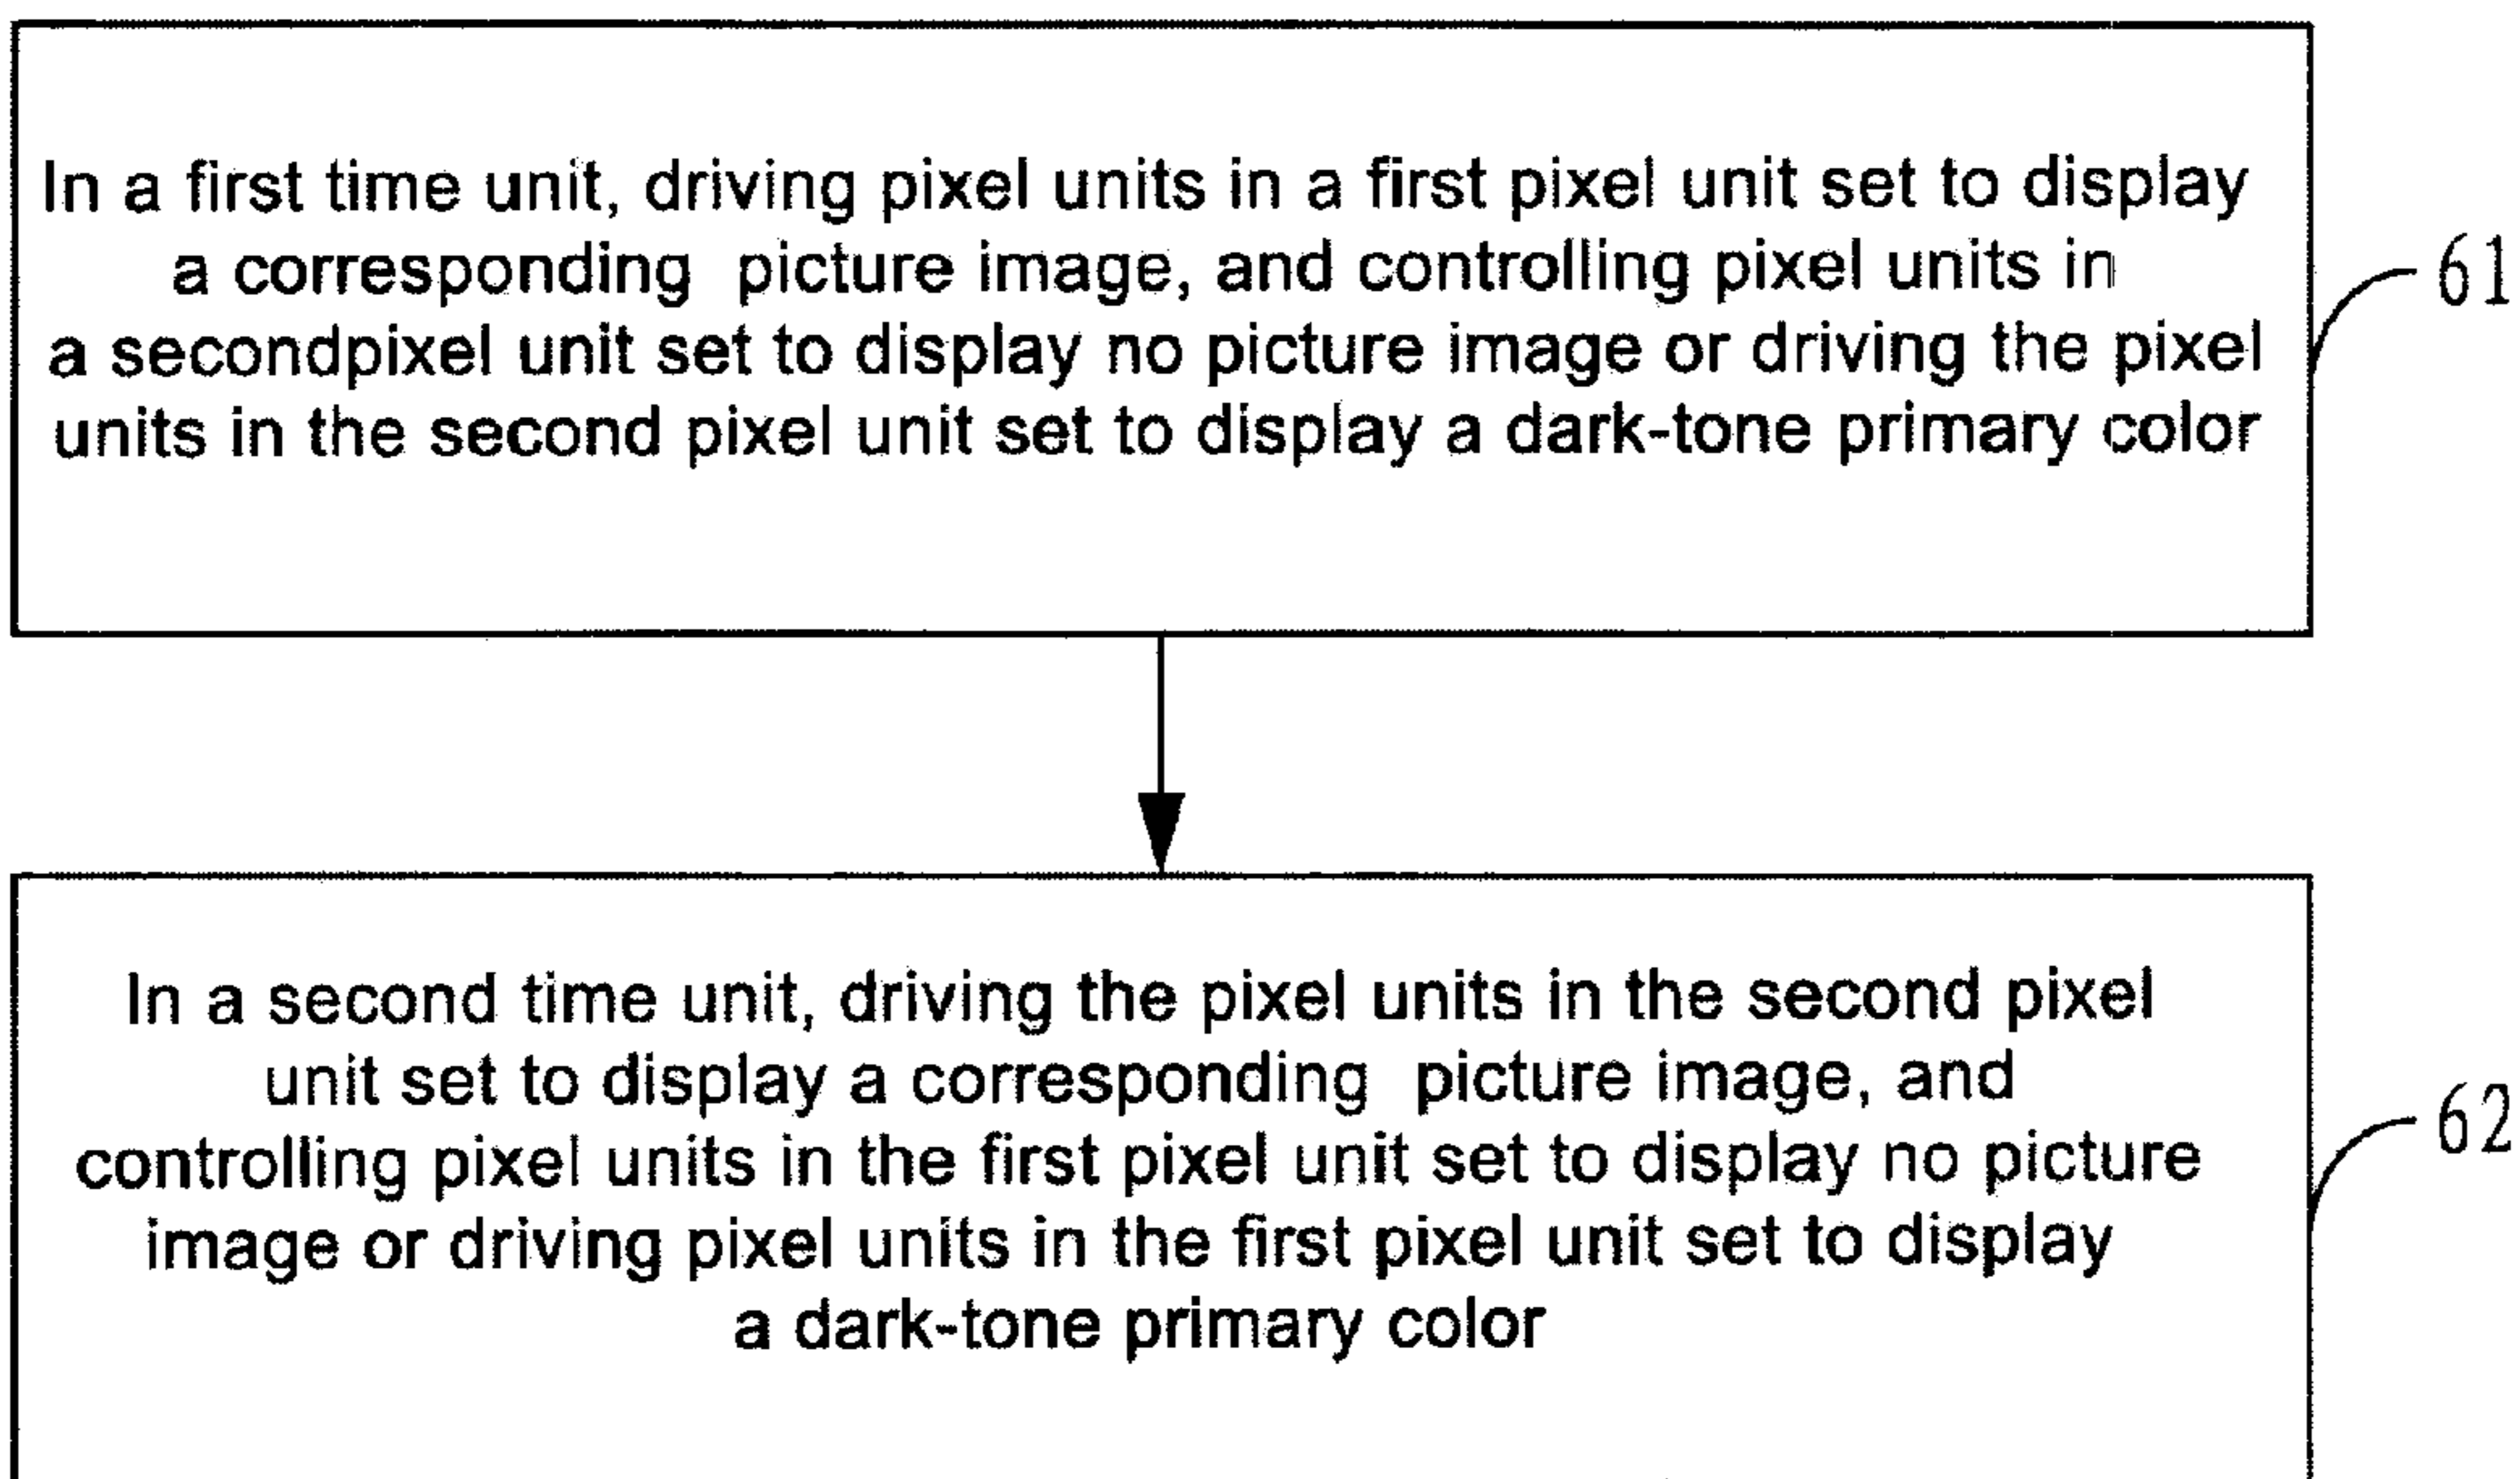 In a first time unit, driving pixel units in a first pixel unit set to display
a corresponding  picture image, and controlling pixel units in
a secondpixel unit set to display no picture image or driving the pixel
units in the second pixel unit set to display a dark-tone primary color
61
In a second time unit, driving the pixel units in the second pixel
unit set to display a corresponding  picture image, and
controlling pixel units in the first pixel unit set to display no picture
image or driving pixel units in the first pixel unit set to display
a dark-tone primary color
62